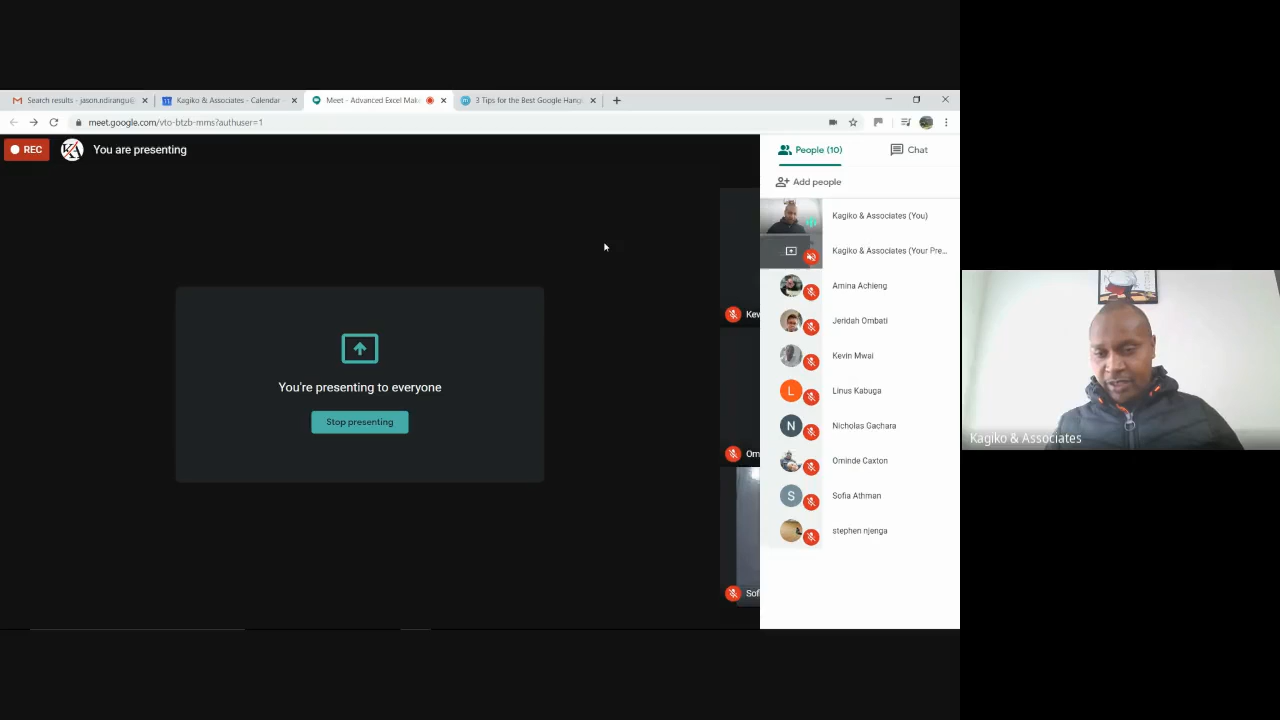 Search results - jason.ndirangu@
Kagiko & Associates - Calendar
Meet - Advanced Excel Mak
3 Tips for the Best Google Hang
meet.google.com/vto-btzb-mms?authuser=1
REC
You are presenting
People (10)
Chat
Add people
Kagiko & Associates (You)
Kagiko & Associates (Your Pre...
Amina Achieng
Jeridah Ombati
Kevin Mwai
L
Linus Kabuga
N
Nicholas Gachara
Ominde Caxton
S
Sofia Athman
stephen njenga
Kev
Om
Sof
You're presenting to everyone
Stop presenting
Kagiko & Associates